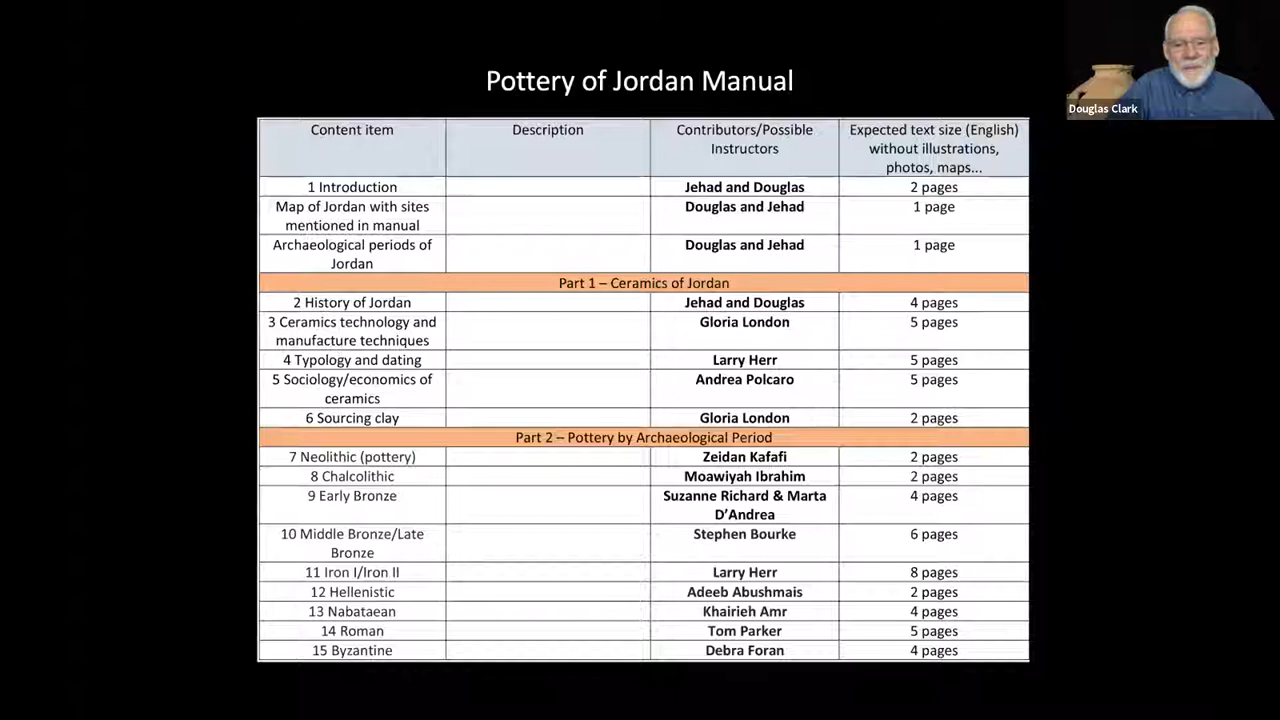 Pottery of Jordan Manual
Douglas Clark
Content item
Description
Contributors/Possible
Instructors
Expected text size (English)
without illustrations,
photos, maps...
1 Introduction
Jehad and Douglas
2 pages
Map of Jordan with sites
mentioned in manual
Douglas and Jehad
1 page
Archaeological periods of
Jordan
Douglas and Jehad
1 page
Part 1 – Ceramics of Jordan
2 History of Jordan
Jehad and Douglas
4 pages
3 Ceramics technology and
manufacture techniques
Gloria London
5 pages
4 Typology and dating
Larry Herr
5 pages
5 Sociology/economics of
ceramics
Andrea Polcaro
5 pages
6 Sourcing clay
Gloria London
2 pages
Part 2 – Pottery by Archaeological Period
7 Neolithic (pottery)
Zeidan Kafafi
2 pages
8 Chalcolithic
Moawiyah Ibrahim
2 pages
9 Early Bronze
Suzanne Richard & Marta
D’Andrea
4 pages
10 Middle Bronze/Late
Bronze
Stephen Bourke
6 pages
11 Iron I/Iron II
Larry Herr
8 pages
12 Hellenistic
Adeeb Abushmais
2 pages
13 Nabataean
Khairieh Amr
4 pages
14 Roman
Tom Parker
5 pages
15 Byzantine
Debra Foran
4 pages